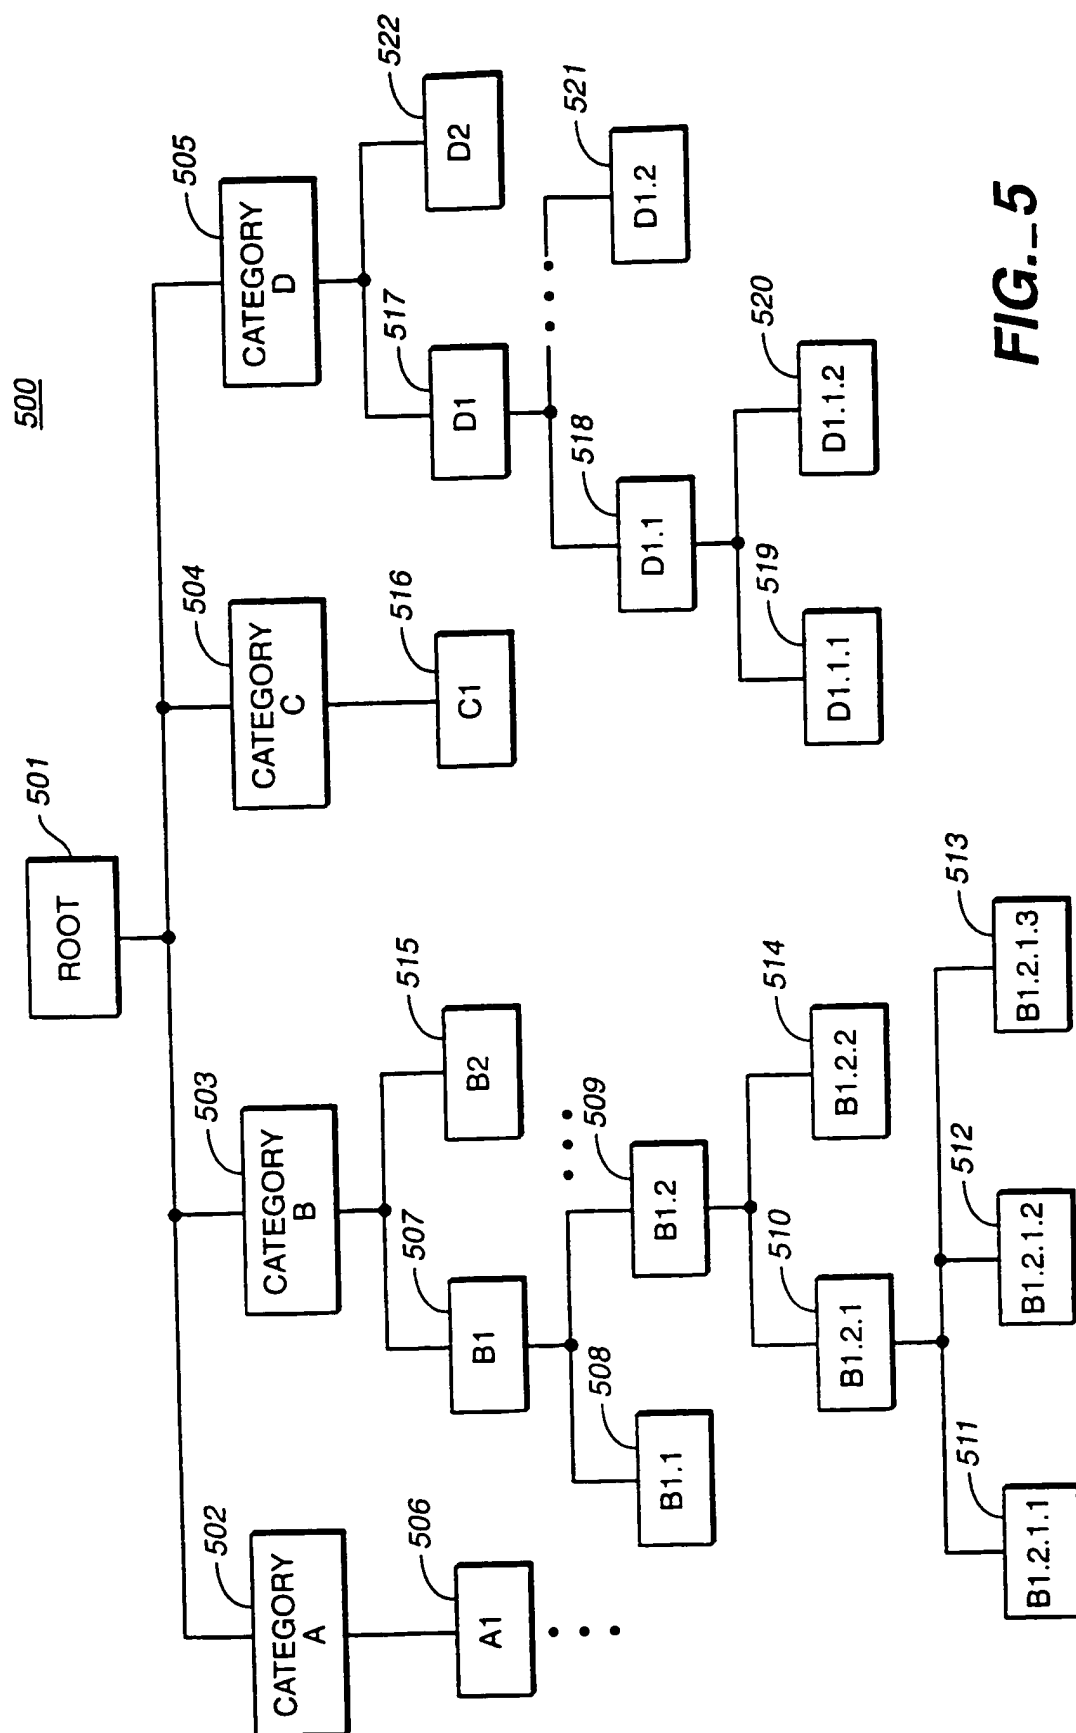 500
501
ROOT
502
CATEGORY
A
503
CATEGORY
B
504
CATEGORY
C
505
CATEGORY
D
506
A1
507
B1
515
B2
516
C1
517
D1
522
D2
508
B1.1
509
B1.2
518
D1.1
521
D1.2
510
B1.2.1
514
B1.2.2
519
D1.1.1
520
D1.1.2
511
B1.2.1.1
512
B1.2.1.2
513
B1.2.1.3
FIG._5